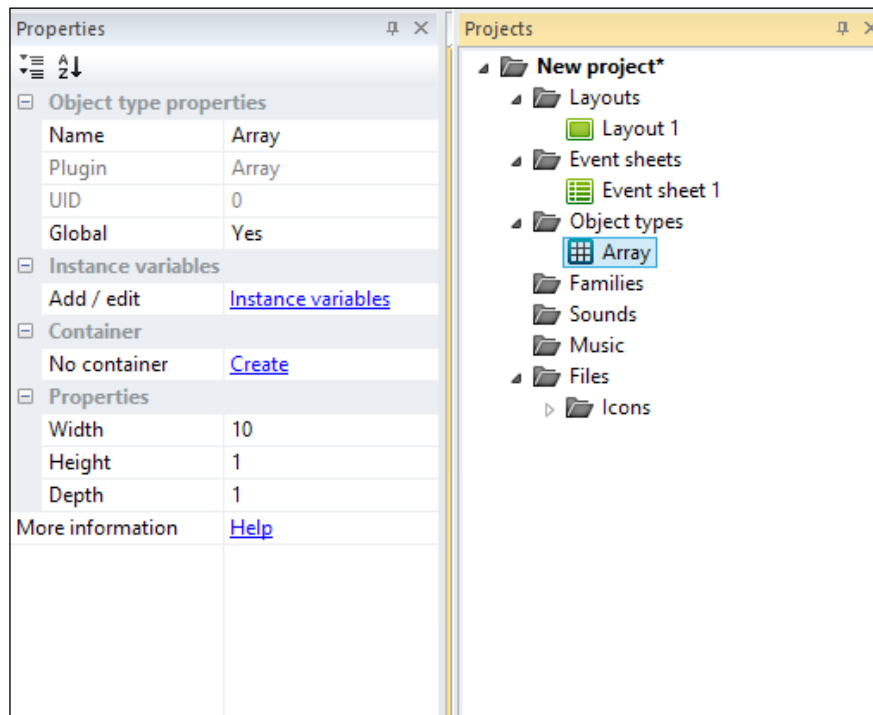 Properties
Object type properties
Name Array
Plugin Array
UID 0
Global Yes
Instance variables
Add / edit Instance variables
Container
No container Create
Properties
Width 10
Height 1
Depth 1
More information Help
Projects
New project*
Layouts
Layout 1
Event sheets
Event sheet 1
Object types
Array
Families
Sounds
Music
Files
Icons